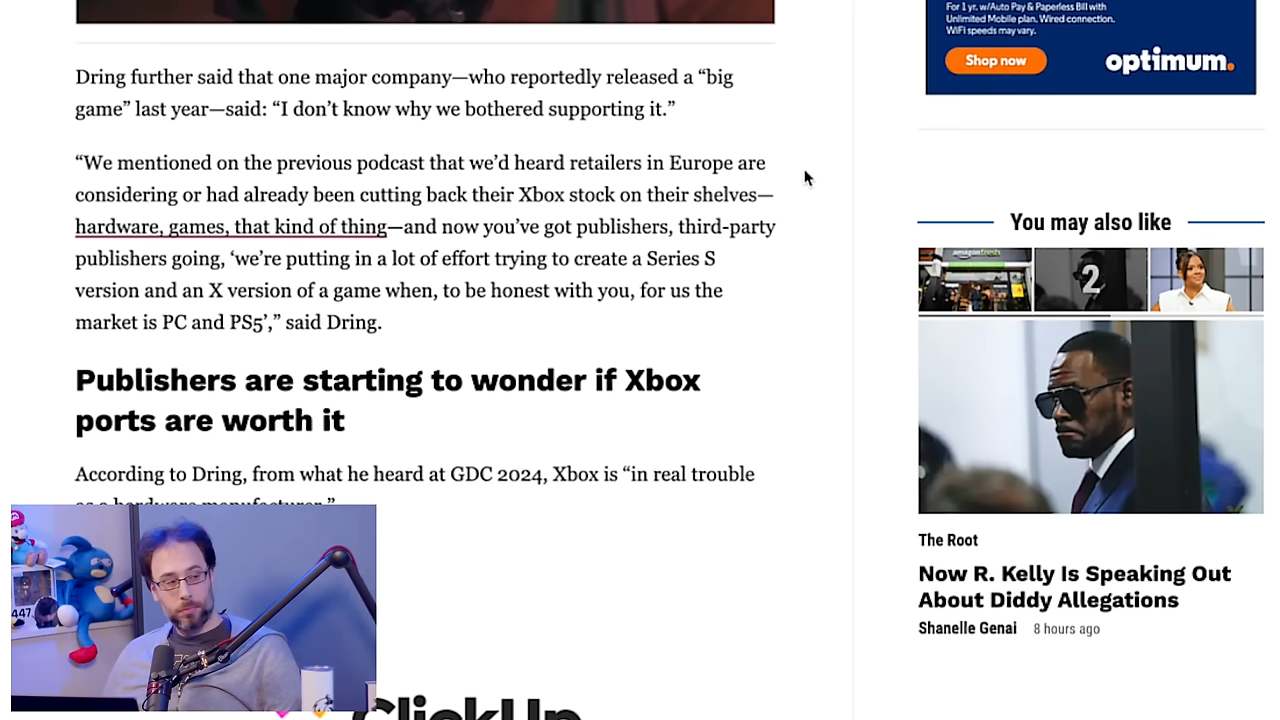 For 1 yr. w/Auto Pay & Paperless Bill with
Unlimited Mobile plan. Wired connection.
WiFi speeds may vary.
Shop now
optimum.
Dring further said that one major company—who reportedly released a “big
game” last year—said: “I don’t know why we bothered supporting it.”
“We mentioned on the previous podcast that we’d heard retailers in Europe are
considering or had already been cutting back their Xbox stock on their shelves—
hardware, games, that kind of thing—and now you’ve got publishers, third-party
publishers going, ‘we’re putting in a lot of effort trying to create a Series S
version and an X version of a game when, to be honest with you, for us the
market is PC and PS5’,” said Dring.
Publishers are starting to wonder if Xbox
ports are worth it
According to Dring, from what he heard at GDC 2024, Xbox is “in real trouble
as a hardware manufacturer.”
447
ClickUp
You may also like
amazon fresh
2
The Root
Now R. Kelly Is Speaking Out
About Diddy Allegations
Shanelle Genai 8 hours ago